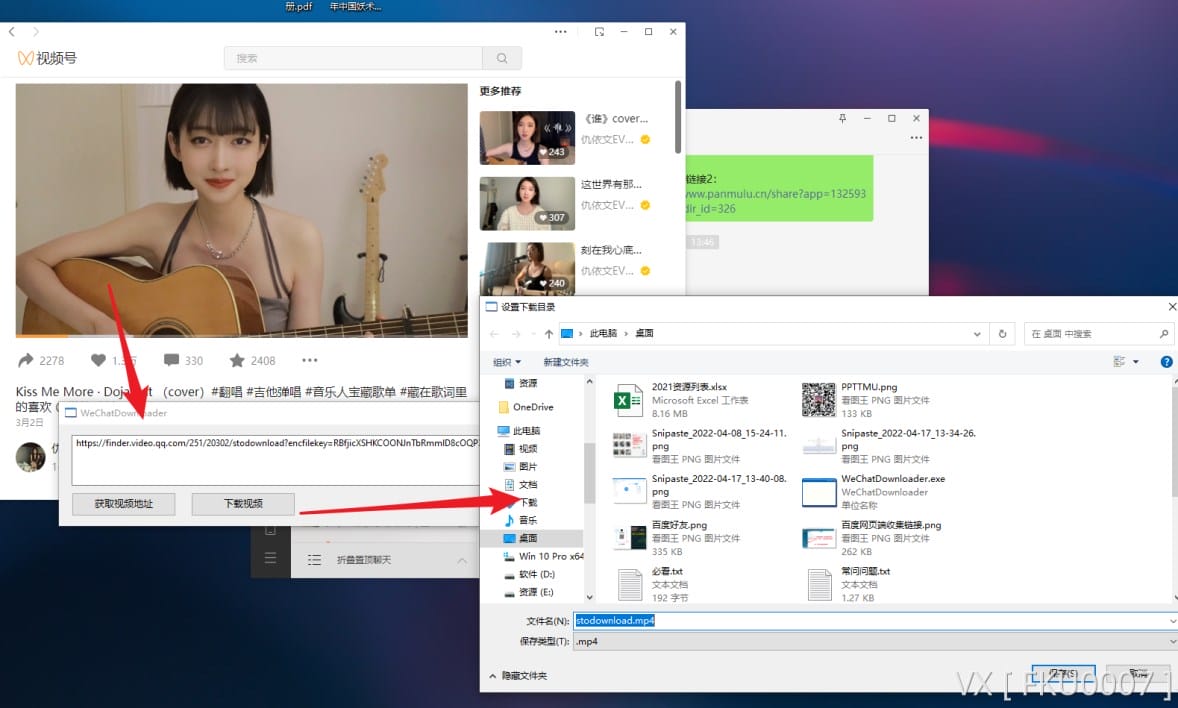 册.pdf
年中国妖术...
视频号
搜索
更多推荐
《谁》cover...
《谁》
仇依文EV...
243
这世界有那...
仇依文EV...
307
刻在我心底...
仇依文EV...
240
2278
330
2408
Kiss Me More · Doja (cover) #翻唱 #吉他弹唱 #音乐人宝藏歌单 #藏在歌词里
的喜欢
3月2日
链接2:
www.panmulu.cn/share?app=132593
dir_id=326
13:46
WeChatDownloader
https://finder.video.qq.com/251/20302/stodownload?encfilekey=RBfjicXSHKCOONJnTbRmmID8cOQP
获取视频地址
下载视频
折叠置顶聊天
设置下载目录
此电脑
桌面
在 桌面 中搜索
组织
新建文件夹
资源
OneDrive
此电脑
视频
图片
文档
下载
音乐
桌面
Win 10 Pro x64
软件 (D:)
资源 (E:)
2021资源列表.xlsx
Microsoft Excel 工作表
8.16 MB
PPTTMU.png
看图王 PNG 图片文件
133 KB
Snipaste_2022-04-08_15-24-11.
png
看图王 PNG 图片文件
Snipaste_2022-04-17_13-34-26.
png
看图王 PNG 图片文件
Snipaste_2022-04-17_13-40-08.
png
看图王 PNG 图片文件
WeChatDownloader.exe
WeChatDownloader
单位名称
百度好友.png
看图王 PNG 图片文件
335 KB
百度网页端收集链接.png
看图王 PNG 图片文件
262 KB
必看.txt
文本文档
192 字节
常问问题.txt
文本文档
1.27 KB
文件名(N):
stodownload.mp4
保存类型(T):
.mp4
隐藏文件夹
保存(S)
取消
VX [ FKO0007 ]